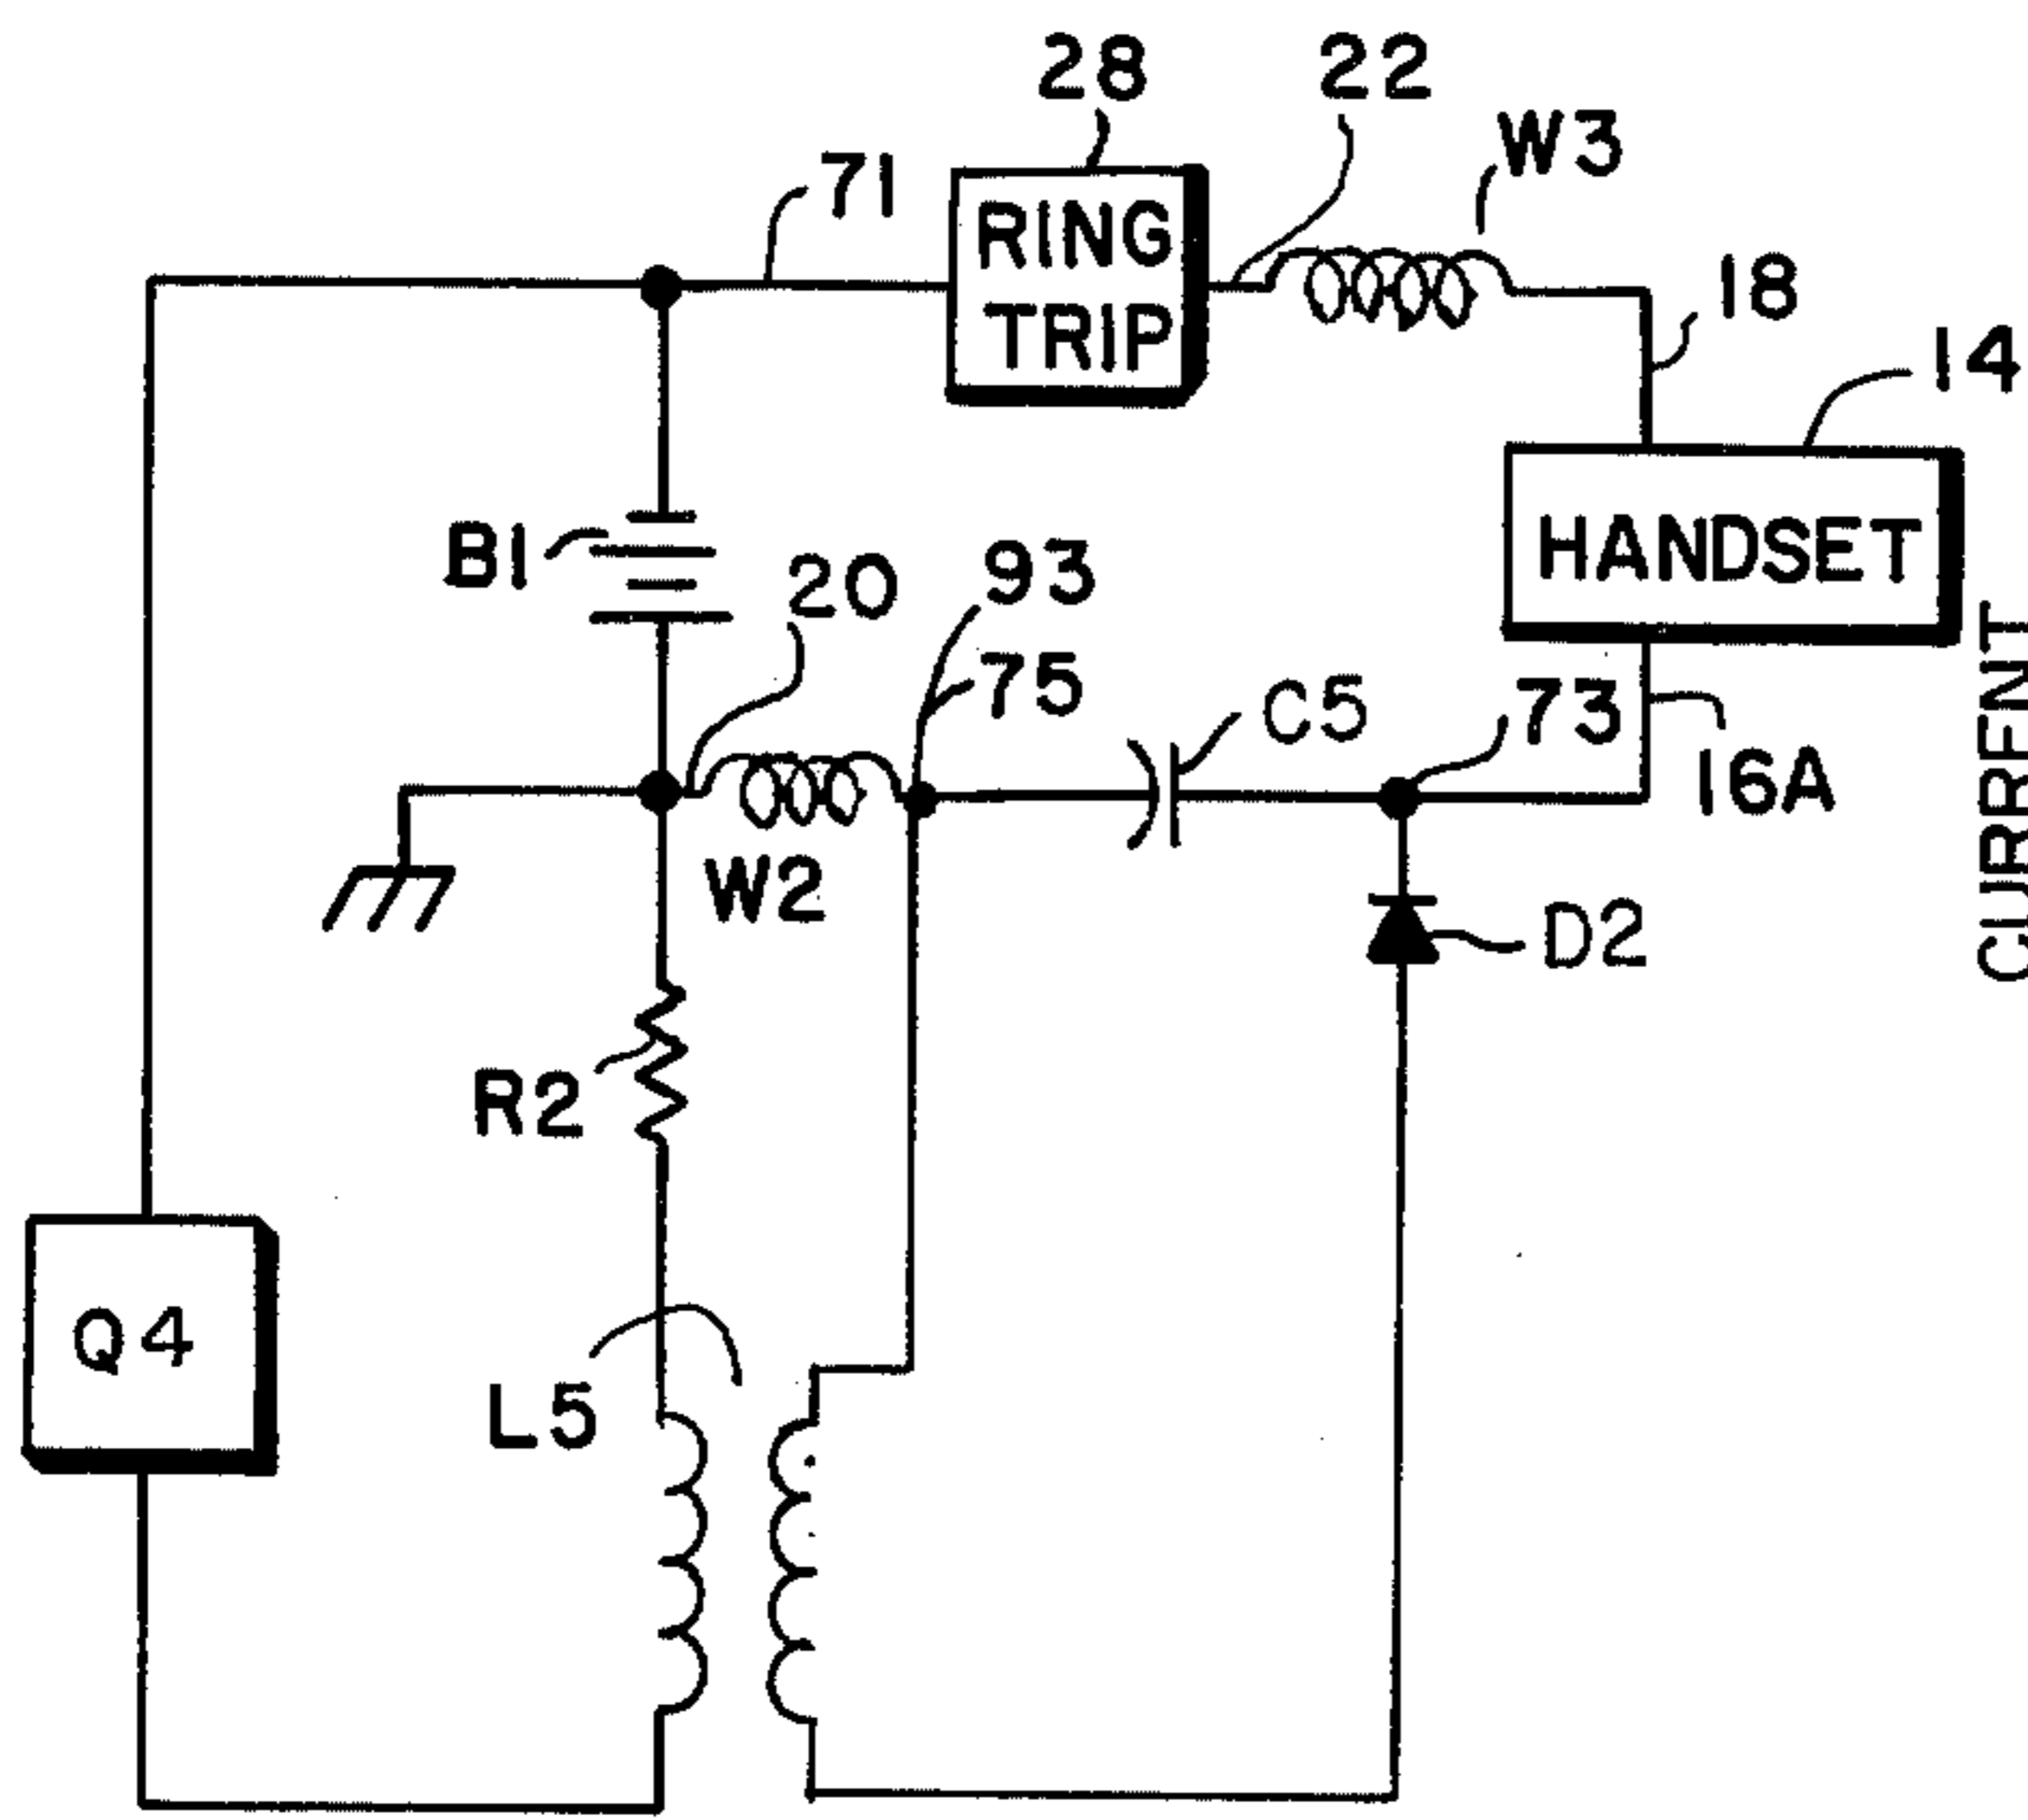 28
22
W3
71
RING
TRIP
18
14
HANDSET
B1
20
93
75
C5
73
16A
CURRENT
W2
D2
R2
Q4
L5